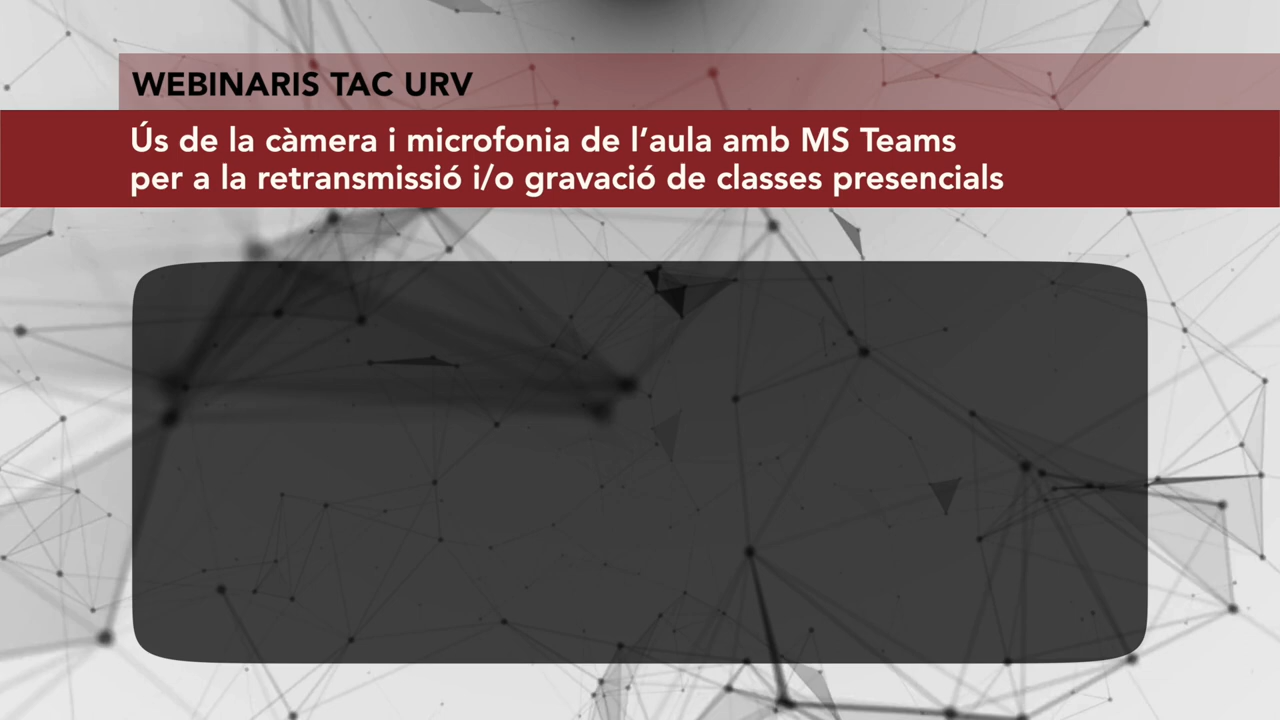 WEBINARIS TAC URV
Ús de la càmera i microfonia de l’aula amb MS Teams
per a la retransmissió i/o gravació de classes presencials